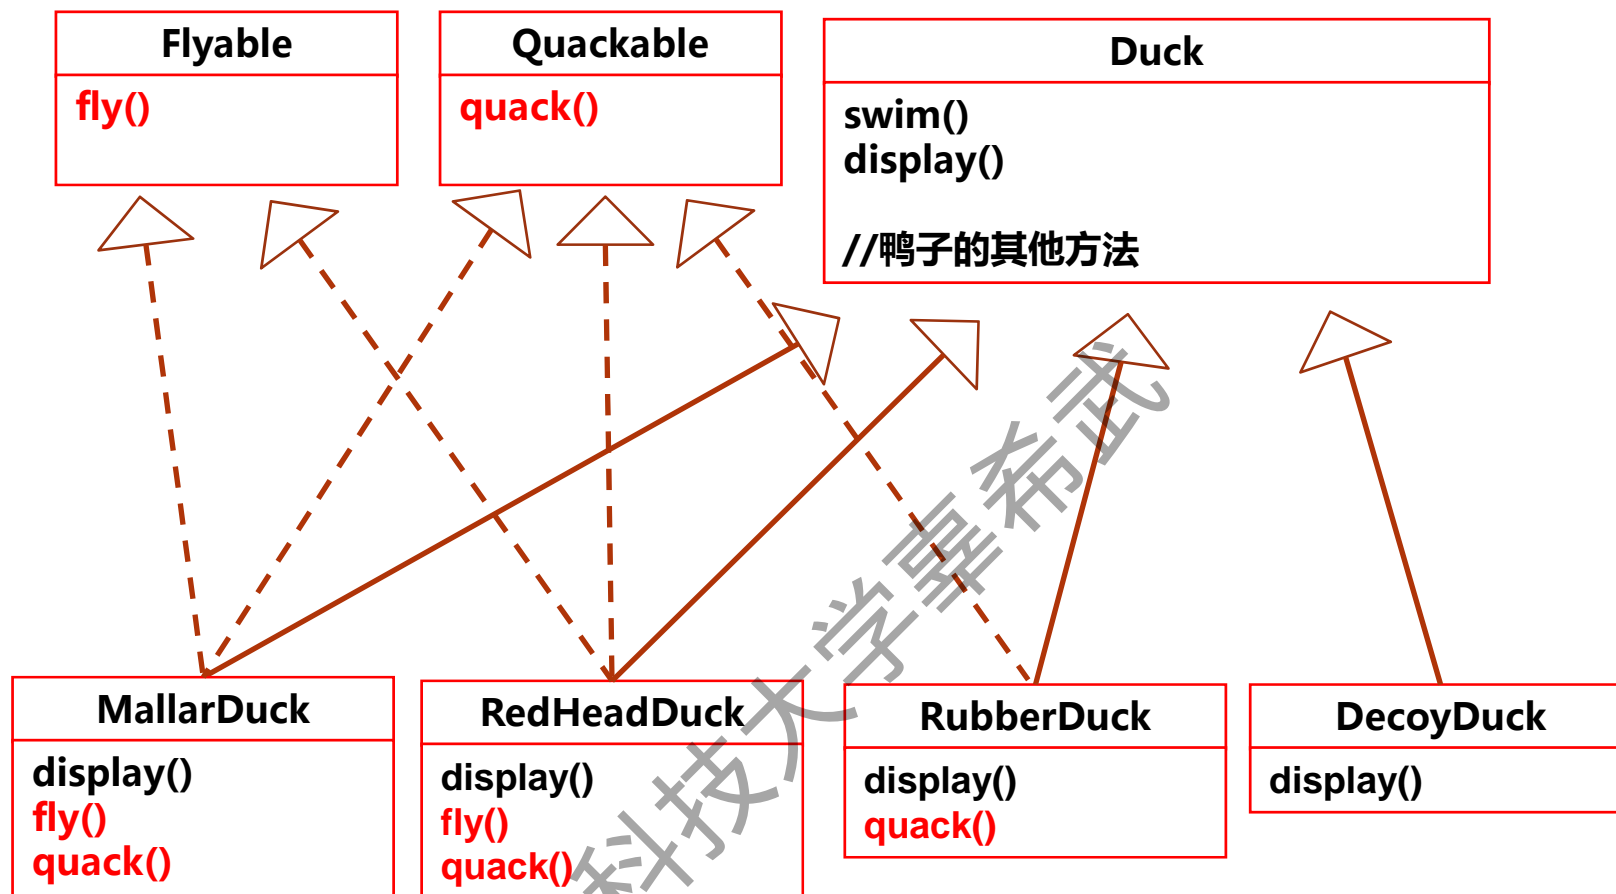 Flyable
fly()
Quackable
quack()
Duck
swim()
display()
//鸭子的其他方法
MallarDuck
display()
fly()
quack()
RedHeadDuck
display()
fly()
quack()
RubberDuck
display()
quack()
DecoyDuck
display()
科技大学辜希武